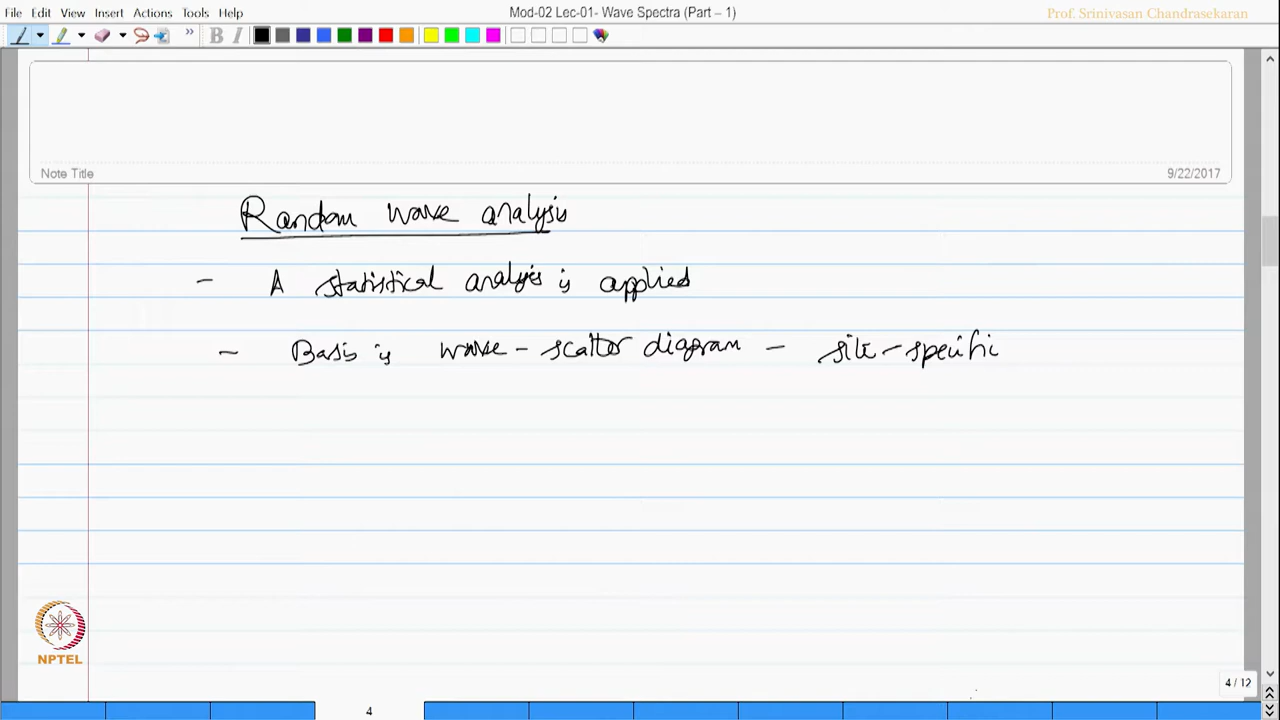 File Edit View Insert Actions Tools Help
Mod-02 Lec-01- Wave Spectra (Part – 1)
Prof. Srinivasan Chandrasekaran
B I
Note Title
9/22/2017
Random wave analysis
- A statistical analysis is applied
- Basis is wave - scatter diagram - site - specific
NPTEL
4 / 12
4